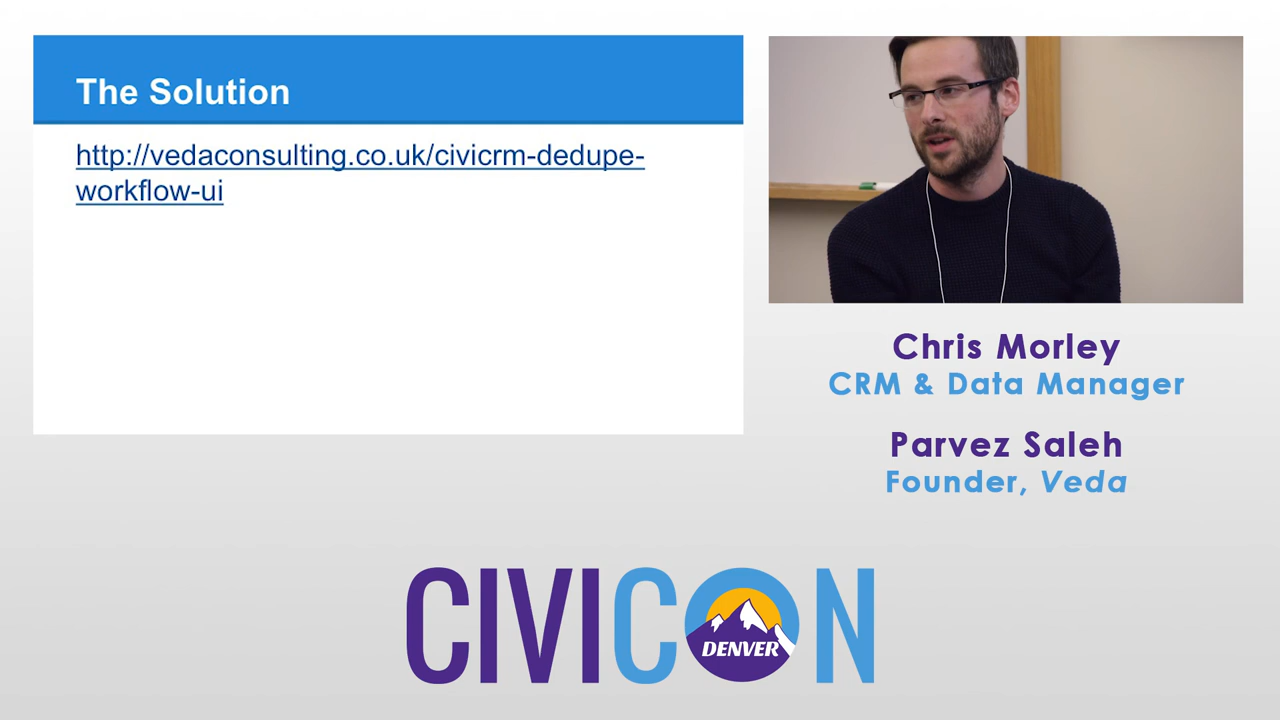 The Solution
http://vedaconsulting.co.uk/civicrm-dedupe-
workflow-ui
Chris Morley
CRM & Data Manager
Parvez Saleh
Founder, Veda
CIVICON
DENVER